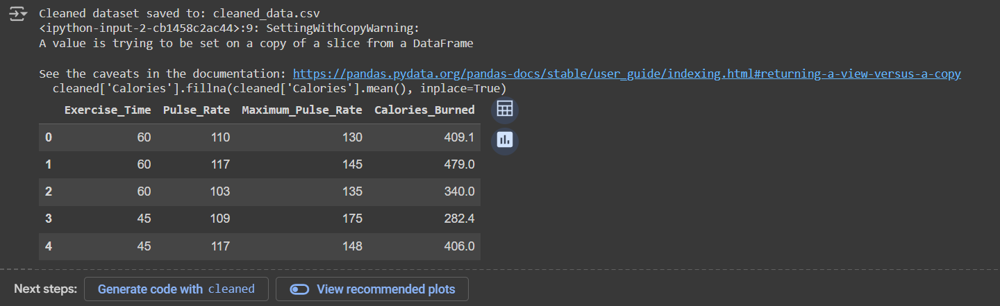 Cleaned dataset saved to: cleaned_data.csv
<ipython-input-2-cb1458c2ac44>:9: SettingWithCopyWarning:
A value is trying to be set on a copy of a slice from a DataFrame
See the caveats in the documentation: https://pandas.pydata.org/pandas-docs/stable/user_guide/indexing.html#returning-a-view-versus-a-copy
cleaned['Calories'].fillna(cleaned['Calories'].mean(), inplace=True)
Exercise_Time Pulse_Rate Maximum_Pulse_Rate Calories_Burned
0 60 110 130 409.1
1 60 117 145 479.0
2 60 103 135 340.0
3 45 109 175 282.4
4 45 117 148 406.0
Next steps: Generate code with cleaned View recommended plots